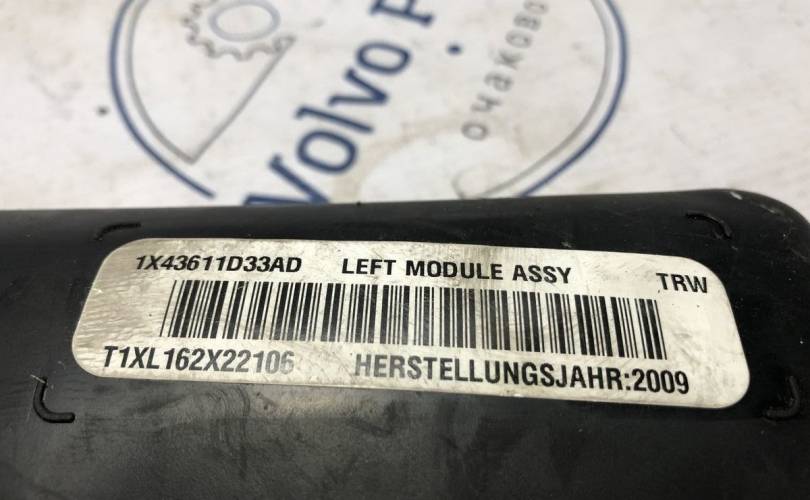 Volvo
очаково
1X43611D33AD LEFT MODULE ASSY TRW
T1XL162X22106 HERSTELLUNGSJAHR:2009